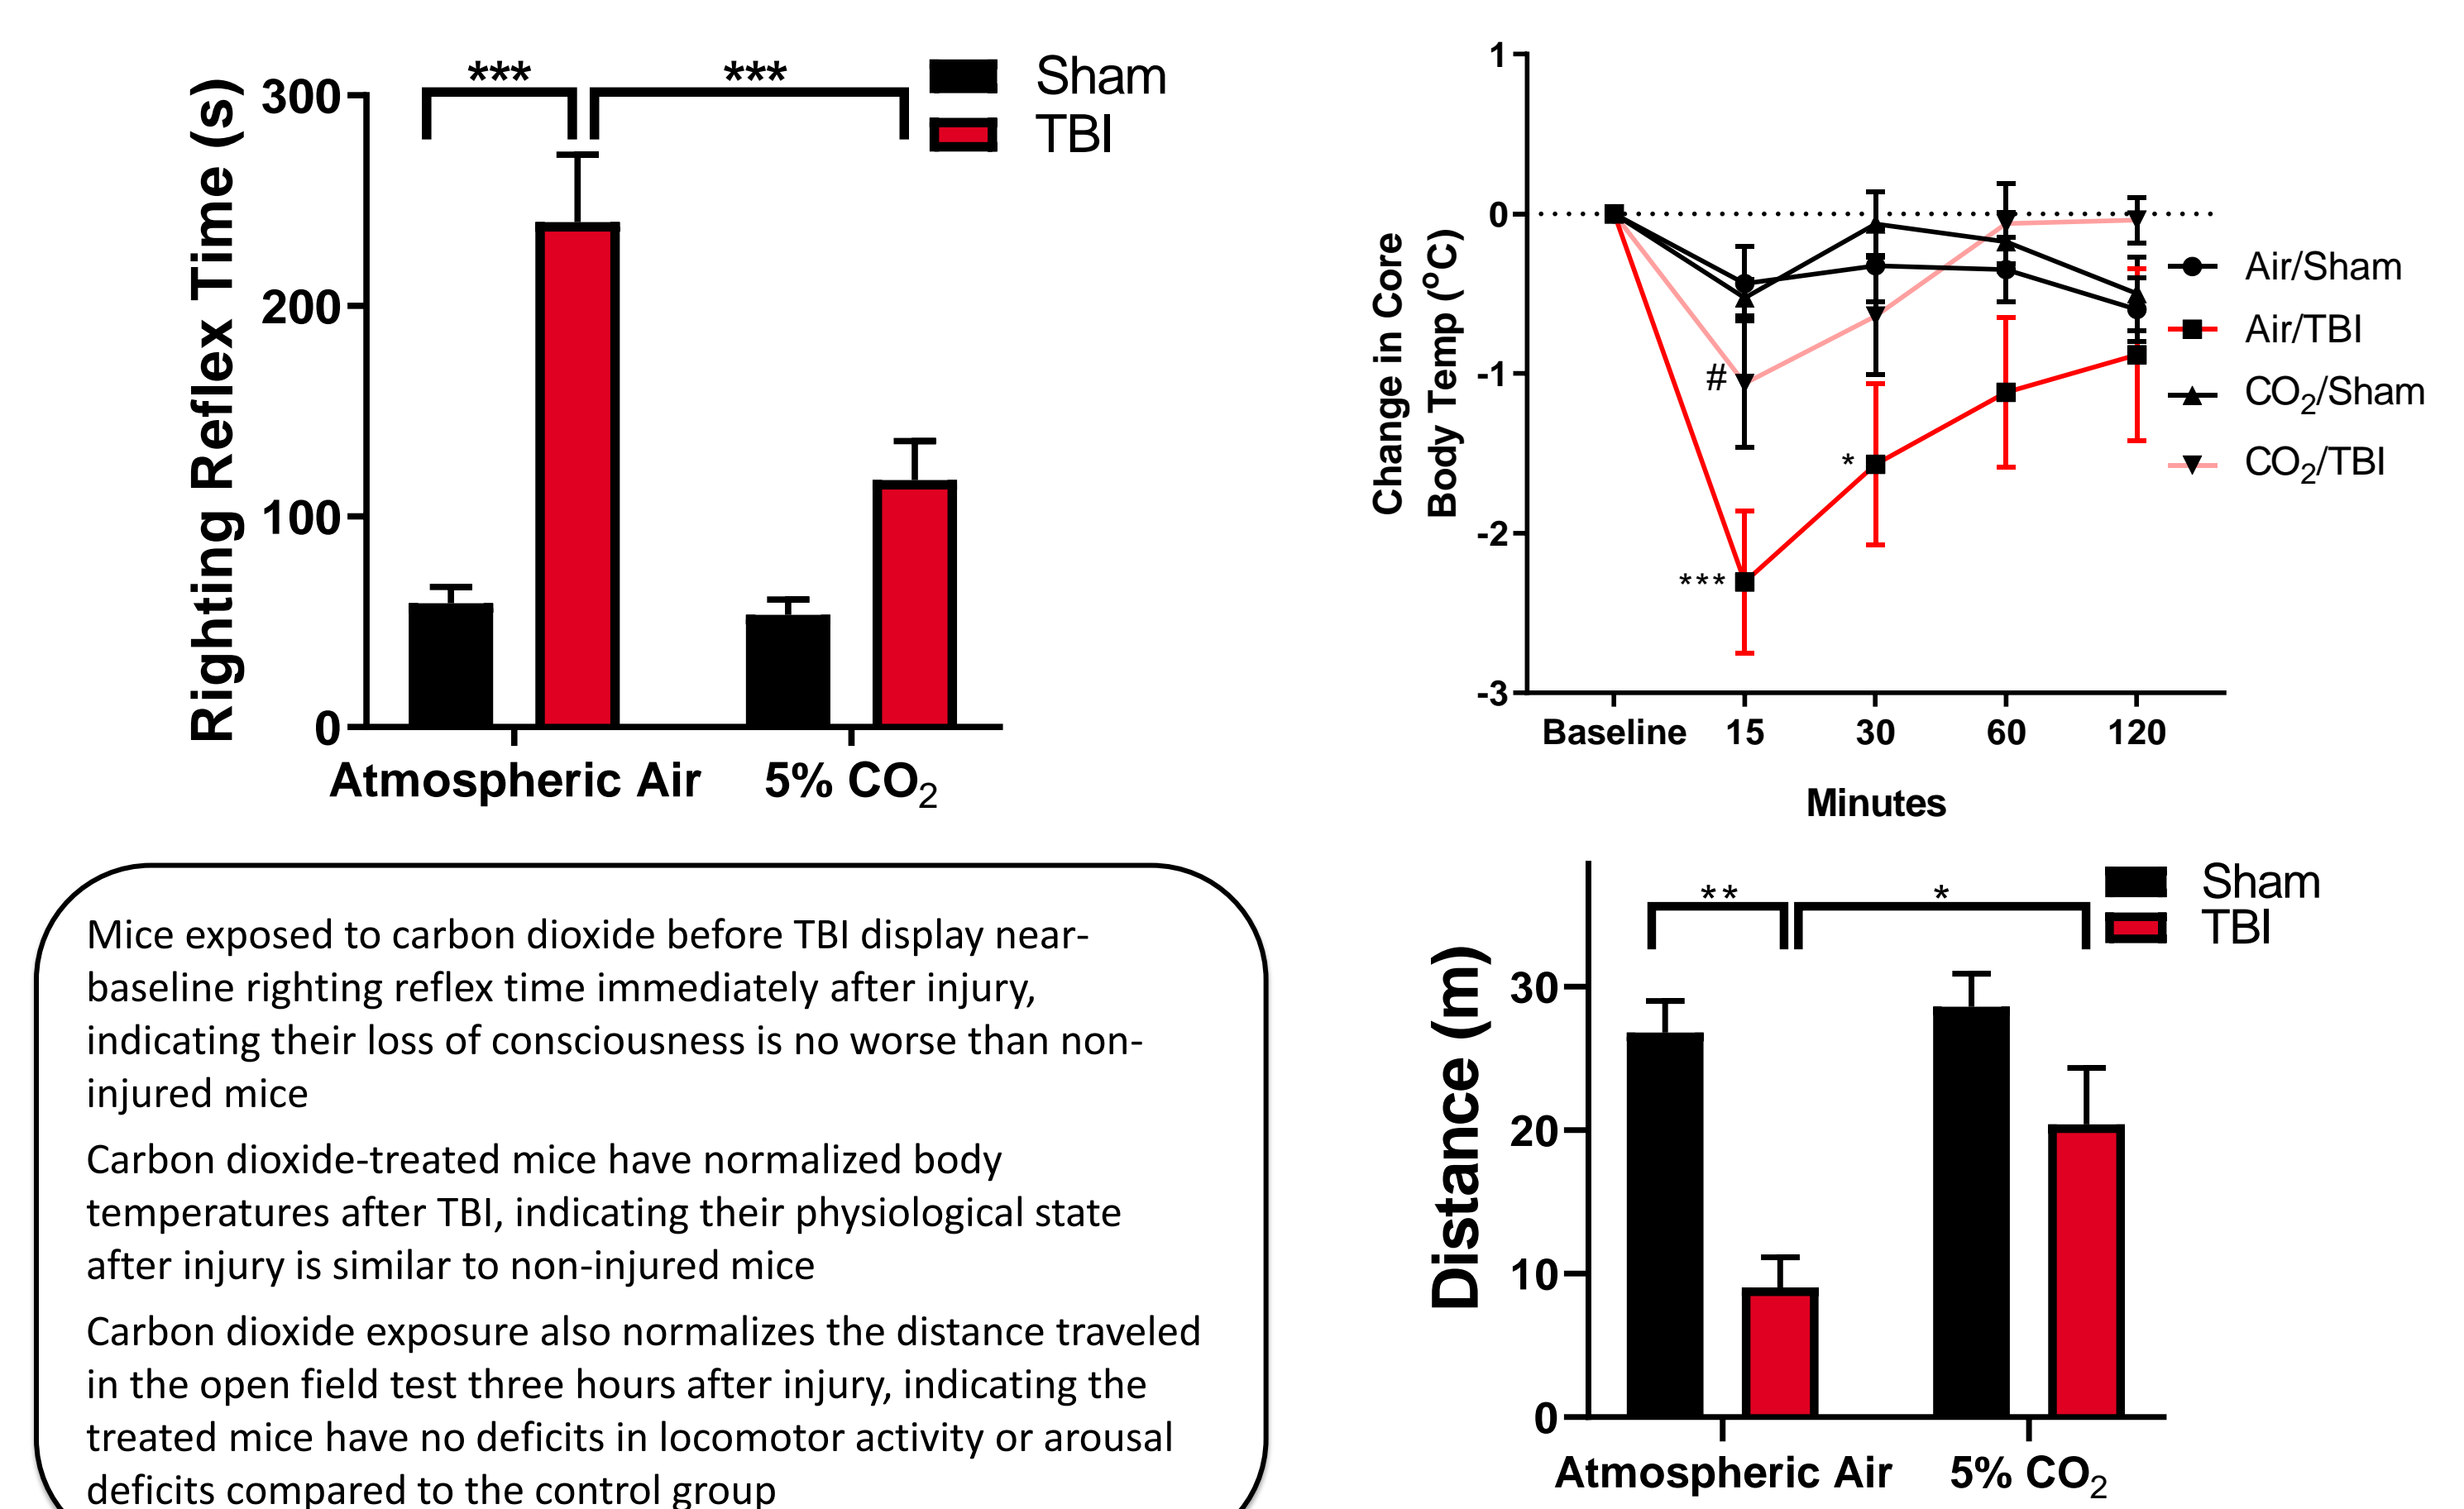 ***
***
Sham
TBI
Righting Reflex Time (s)
300
200
100
0
Atmospheric Air
5% CO₂
Change in Core
Body Temp (⁰C)
1
0
-1
-2
-3
#
*
***
Baseline
15
30
60
120
Minutes
Air/Sham
Air/TBI
CO₂/Sham
CO₂/TBI
Mice exposed to carbon dioxide before TBI display near-
baseline righting reflex time immediately after injury,
indicating their loss of consciousness is no worse than non-
injured mice
Carbon dioxide-treated mice have normalized body
temperatures after TBI, indicating their physiological state
after injury is similar to non-injured mice
Carbon dioxide exposure also normalizes the distance traveled
in the open field test three hours after injury, indicating the
treated mice have no deficits in locomotor activity or arousal
deficits compared to the control group
**
*
Sham
TBI
Distance (m)
30
20
10
0
Atmospheric Air
5% CO₂